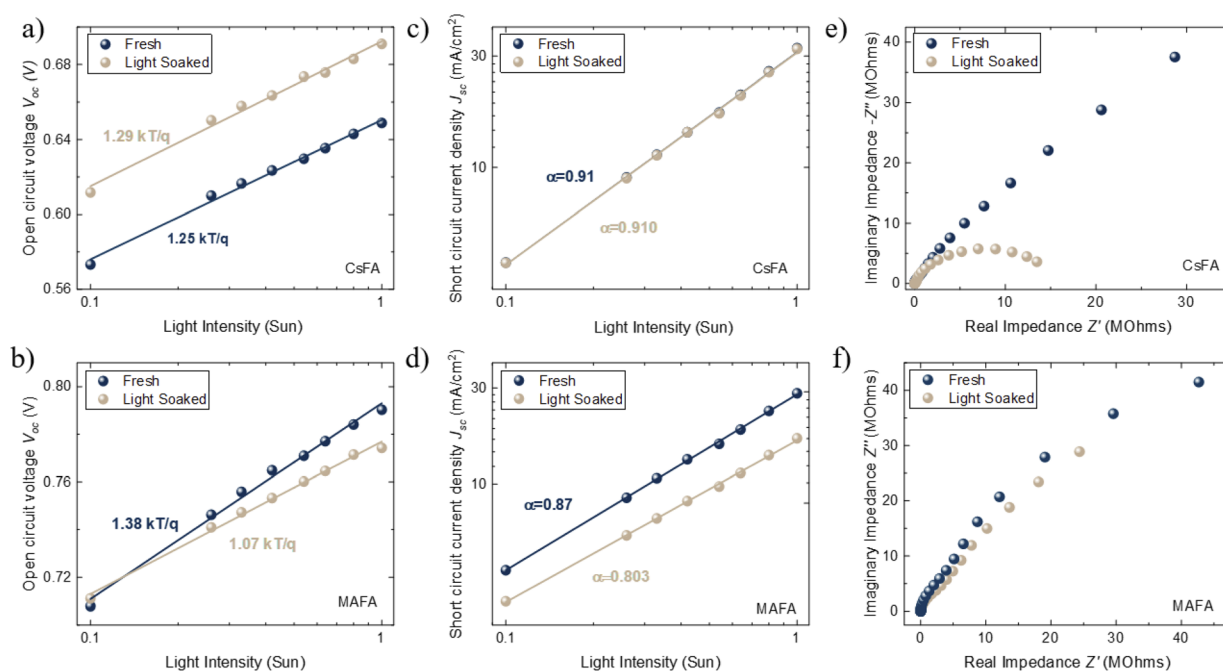 a)
Open circuit voltage Voc (V)
0.68
0.64
0.60
0.56
Fresh
Light Soaked
1.29 kT/q
1.25 kT/q
CsFA
0.1
1
Light Intensity (Sun)
c)
Short circuit current density Jsc (mA/cm²)
30
10
Fresh
Light Soaked
α=0.91
α=0.910
CsFA
0.1
1
Light Intensity (Sun)
e)
Imaginary Impedance -Z'' (MOhms)
40
30
20
10
0
Fresh
Light Soaked
CsFA
0
10
20
30
Real Impedance Z' (MOhms)
b)
Open circuit voltage Voc (V)
0.80
0.76
0.72
Fresh
Light Soaked
1.38 kT/q
1.07 kT/q
MAFA
0.1
1
Light Intensity (Sun)
d)
Short circuit current density Jsc (mA/cm²)
30
10
Fresh
Light Soaked
α=0.87
α=0.803
MAFA
0.1
1
Light Intensity (Sun)
f)
Imaginary Impedance Z'' (MOhms)
40
30
20
10
0
Fresh
Light Soaked
MAFA
0
10
20
30
40
Real Impedance Z' (MOhms)